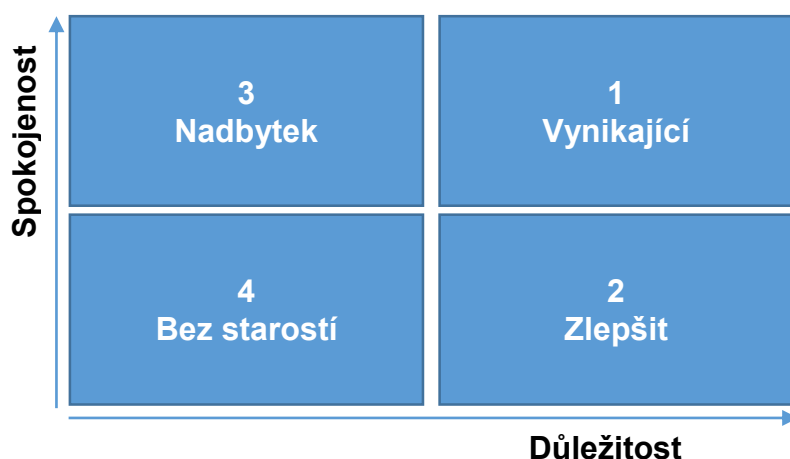 Spokojenost
3
Nadbytek
1
Vynikající
4
Bez starostí
2
Zlepšit
Důležitost